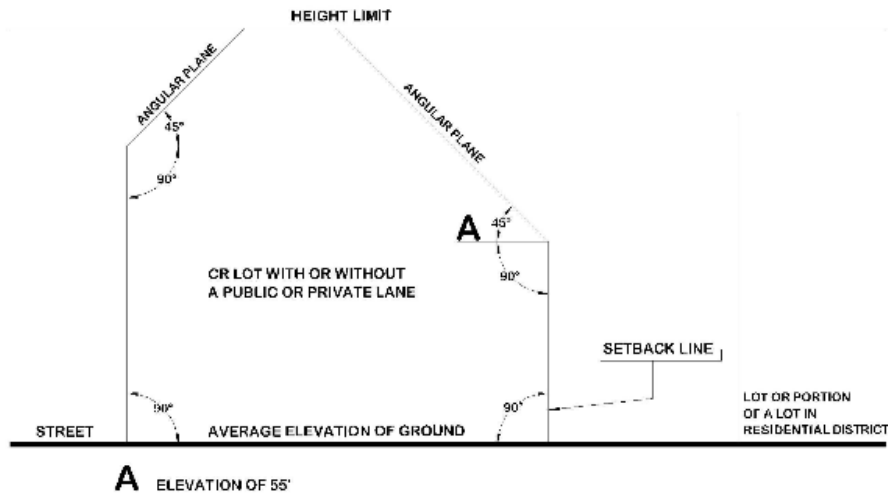 HEIGHT LIMIT
ANGULAR PLANE
45°
90°
ANGULAR PLANE
A
45°
90°
CR LOT WITH OR WITHOUT
A PUBLIC OR PRIVATE LANE
SETBACK LINE
90°
90°
LOT OR PORTION
OF A LOT IN
RESIDENTIAL DISTRICT
STREET
AVERAGE ELEVATION OF GROUND
A ELEVATION OF 55'